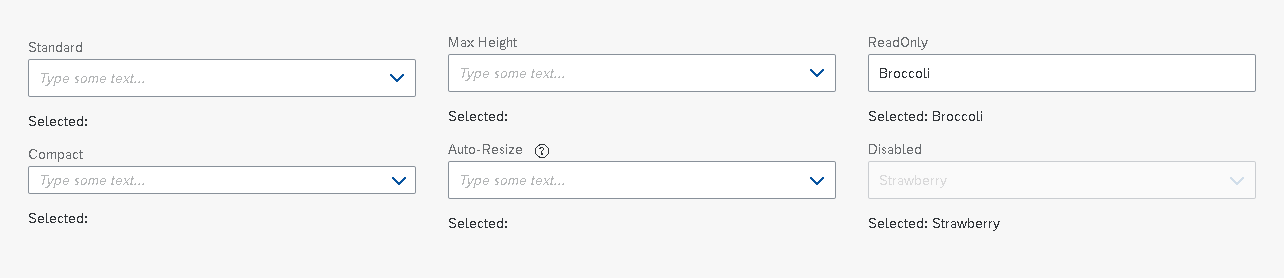 Standard
Type some text...
Selected:
Compact
Type some text...
Selected:
Max Height
Type some text...
Selected:
Auto-Resize ?
Type some text...
Selected:
ReadOnly
Broccoli
Selected: Broccoli
Disabled
Strawberry
Selected: Strawberry